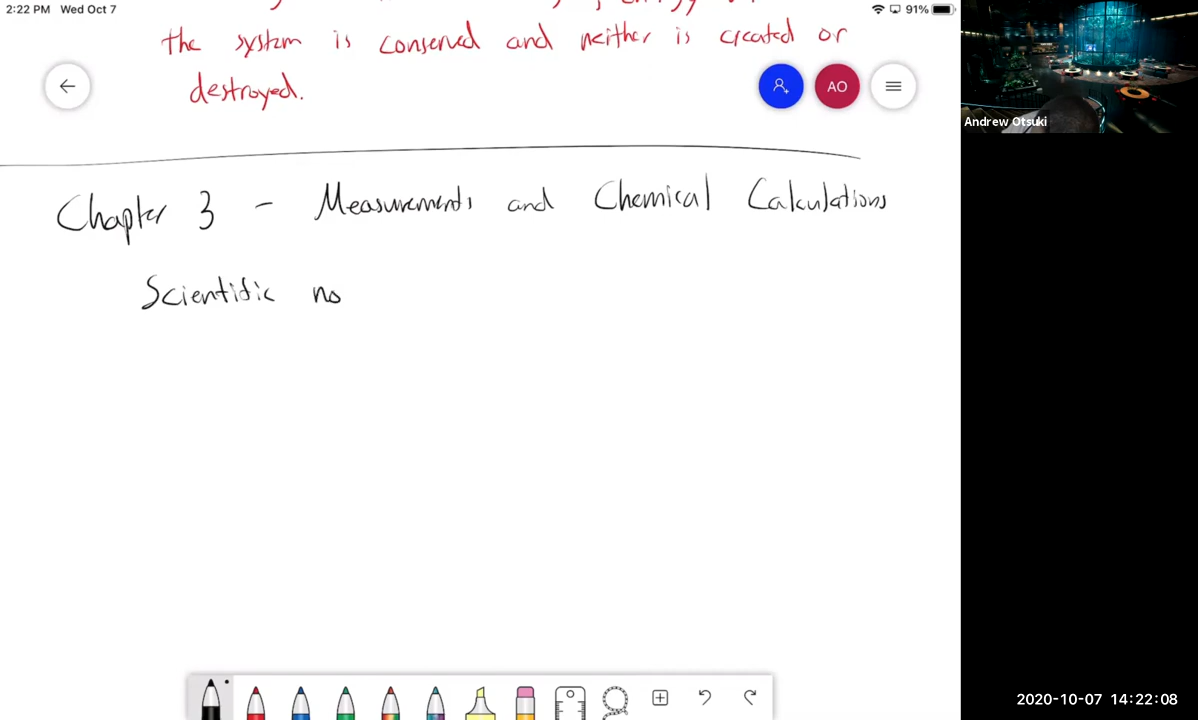 2:22 PM Wed Oct 7
91%
the system is conserved and neither is created or
destroyed.
AO
Andrew Otsuki
Chapter 3 - Measurements and Chemical Calculations
Scientific no
2020-10-07 14:22:08